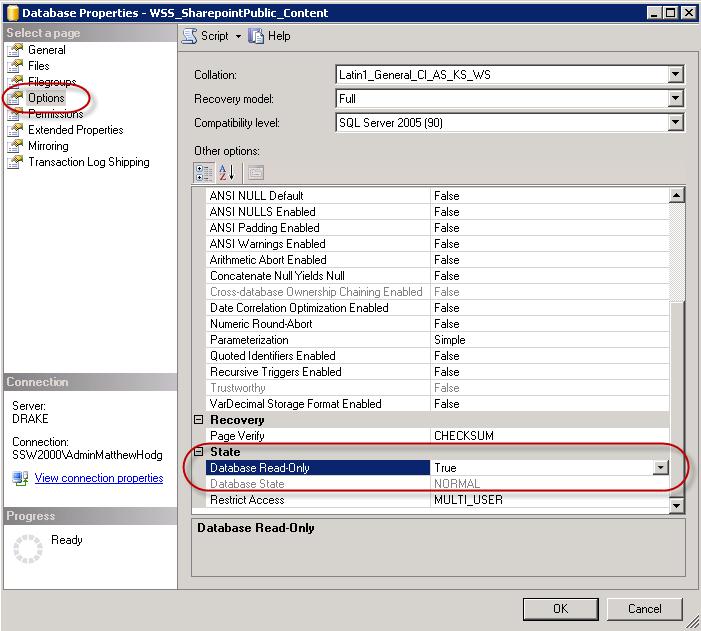 Database Properties - WSS_SharepointPublic_Content
Select a page
General
Files
Filegroups
Options
Permissions
Extended Properties
Mirroring
Transaction Log Shipping
Script
Help
Collation: Latin1_General_CI_AS_KS_WS
Recovery model: Full
Compatibility level: SQL Server 2005 (90)
Other options:
ANSI NULL Default False
ANSI NULLS Enabled False
ANSI Padding Enabled False
ANSI Warnings Enabled False
Arithmetic Abort Enabled False
Concatenate Null Yields Null False
Cross-database Ownership Chaining Enabled False
Date Correlation Optimization Enabled False
Numeric Round-Abort False
Parameterization Simple
Quoted Identifiers Enabled False
Recursive Triggers Enabled False
Trustworthy False
VarDecimal Storage Format Enabled False
Recovery
Page Verify CHECKSUM
State
Database Read-Only True
Database State NORMAL
Restrict Access MULTI_USER
Database Read-Only
Connection
Server:
DRAKE
Connection:
SSW2000\AdminMatthewHodg
View connection properties
Progress
Ready
OK
Cancel